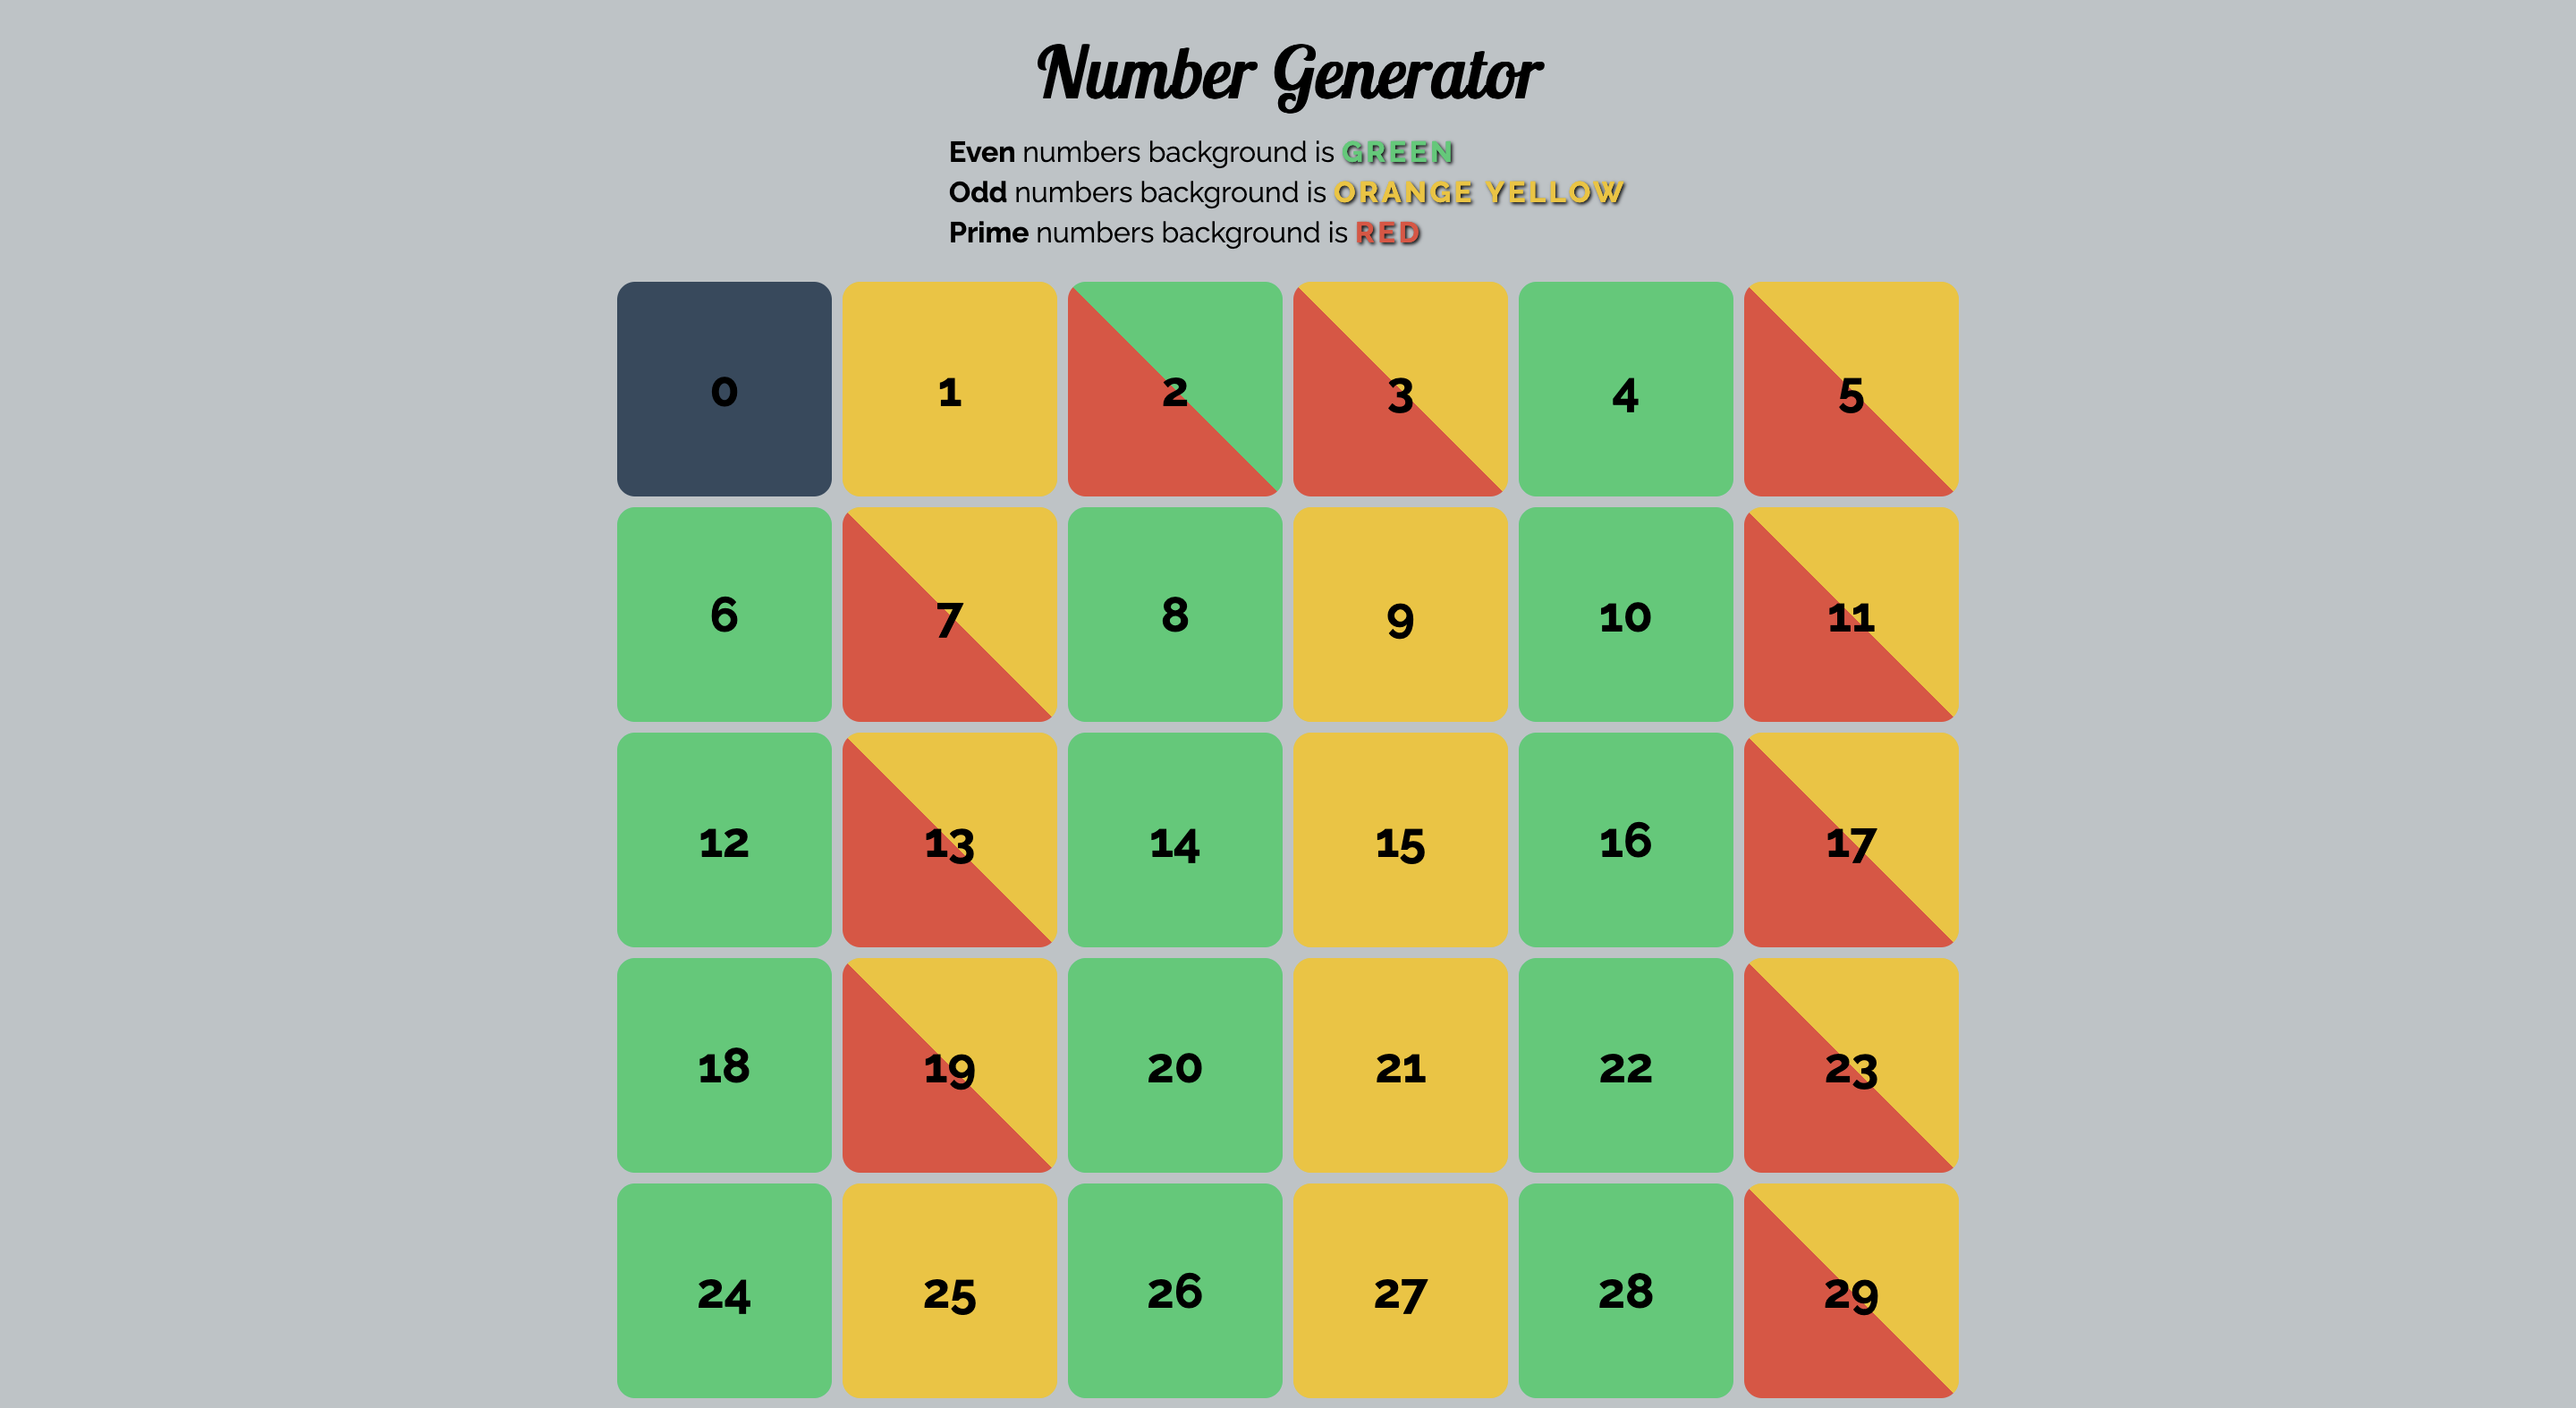 Number Generator
Even numbers background is GREEN
Odd numbers background is ORANGE YELLOW
Prime numbers background is RED
0 1 2 3 4 5
6 7 8 9 10 11
12 13 14 15 16 17
18 19 20 21 22 23
24 25 26 27 28 29